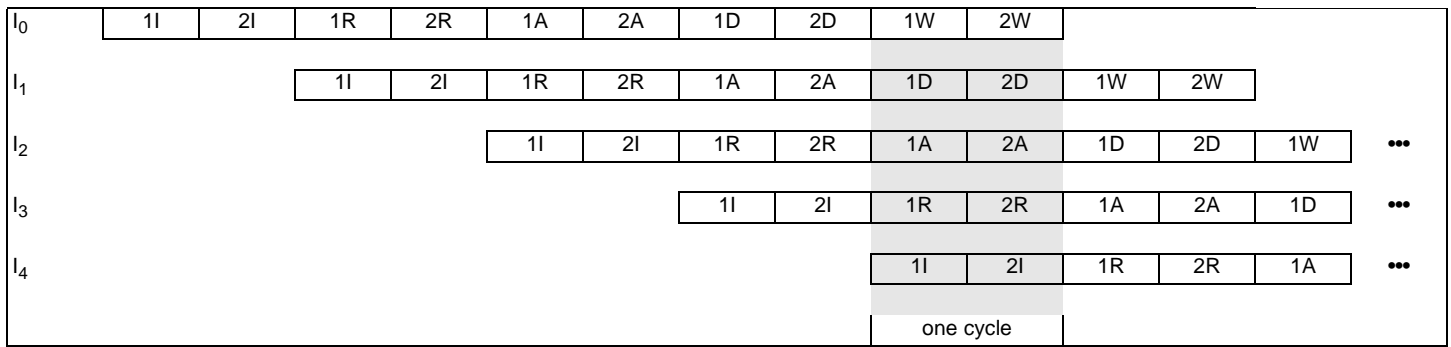 I0 1I 2I 1R 2R 1A 2A 1D 2D 1W 2W
I1 1I 2I 1R 2R 1A 2A 1D 2D 1W 2W
I2 1I 2I 1R 2R 1A 2A 1D 2D 1W •••
I3 1I 2I 1R 2R 1A 2A 1D •••
I4 1I 2I 1R 2R 1A •••
one cycle